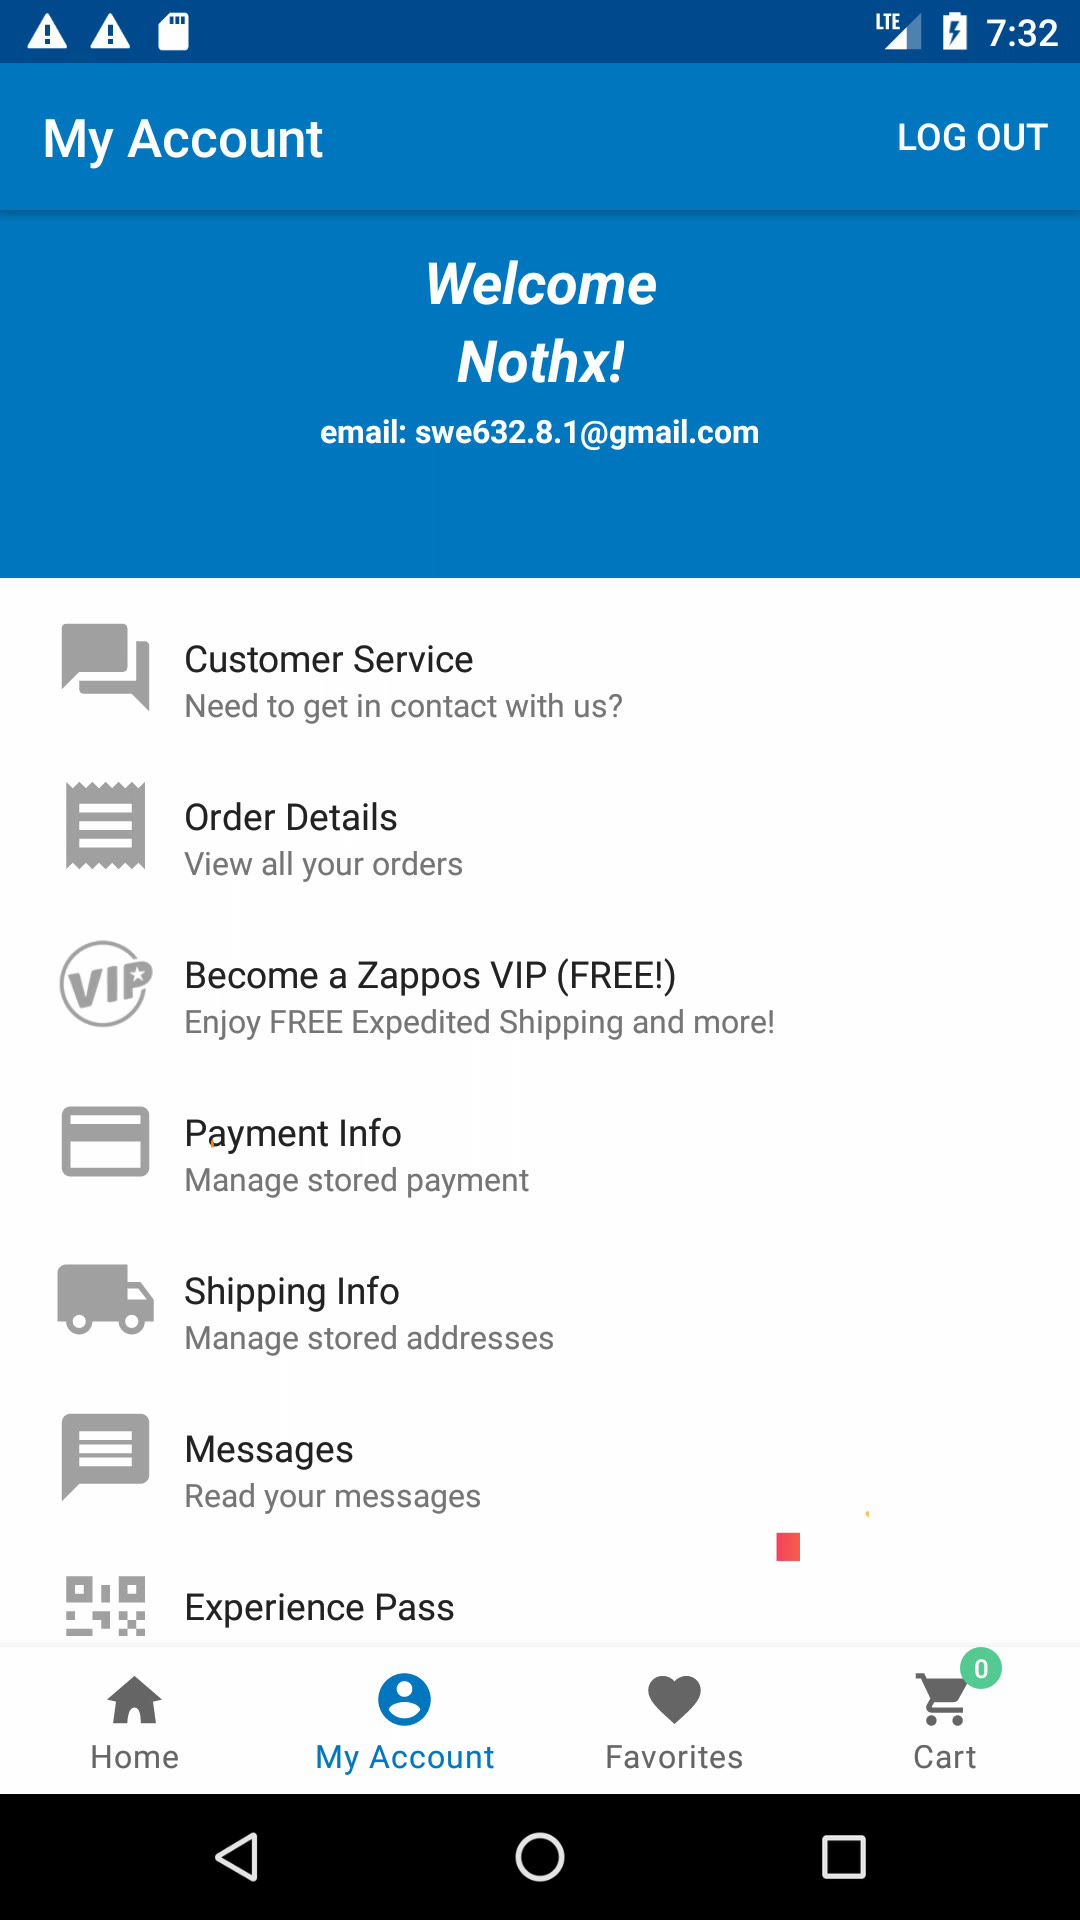 LTE 7:32
My Account LOG OUT
Welcome
Nothx!
email: swe632.8.1@gmail.com
Customer Service
Need to get in contact with us?
Order Details
View all your orders
VIP
Become a Zappos VIP (FREE!)
Enjoy FREE Expedited Shipping and more!
Payment Info
Manage stored payment
Shipping Info
Manage stored addresses
Messages
Read your messages
Experience Pass
0
Home My Account Favorites Cart